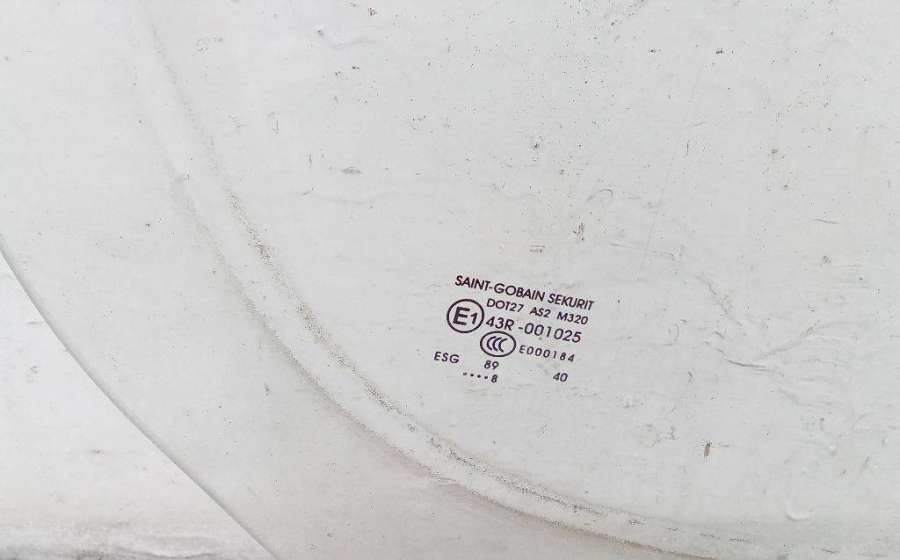 SAINT-GOBAIN SEKURIT
DOT27 AS2 M320
E1 43R-001025
CCC E000184
ESG 89 40
....8